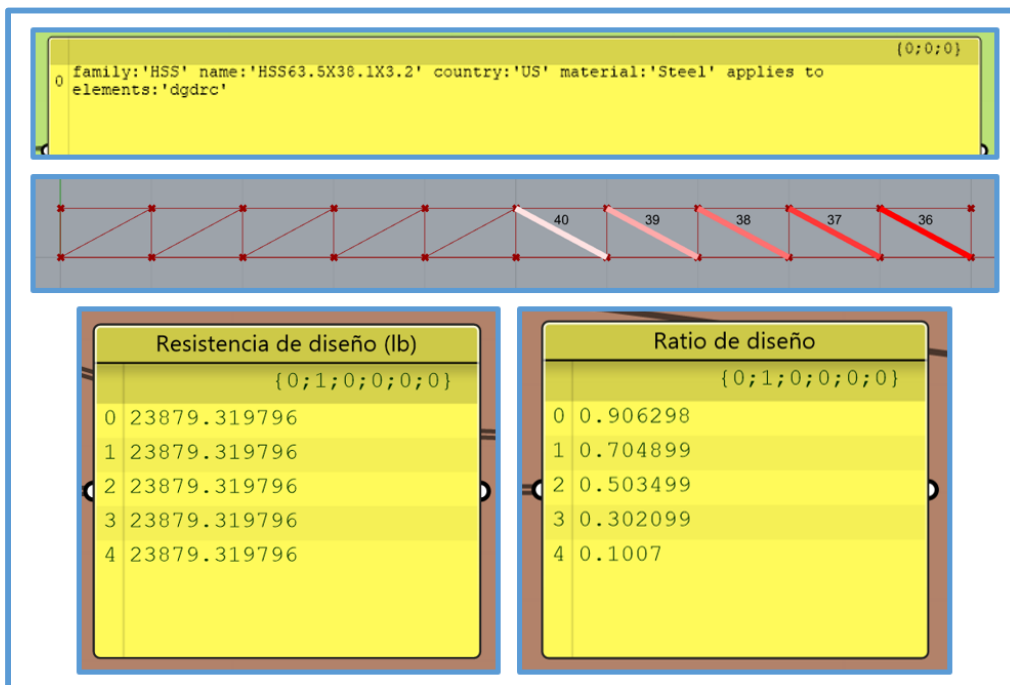 {0;0;0}
0 family:'HSS' name:'HSS63.5X38.1X3.2' country:'US' material:'Steel' applies to
elements:'dgdrc'
40 39 38 37 36
Resistencia de diseño (lb)
{0;1;0;0;0;0}
0 23879.319796
1 23879.319796
2 23879.319796
3 23879.319796
4 23879.319796
Ratio de diseño
{0;1;0;0;0;0}
0 0.906298
1 0.704899
2 0.503499
3 0.302099
4 0.1007